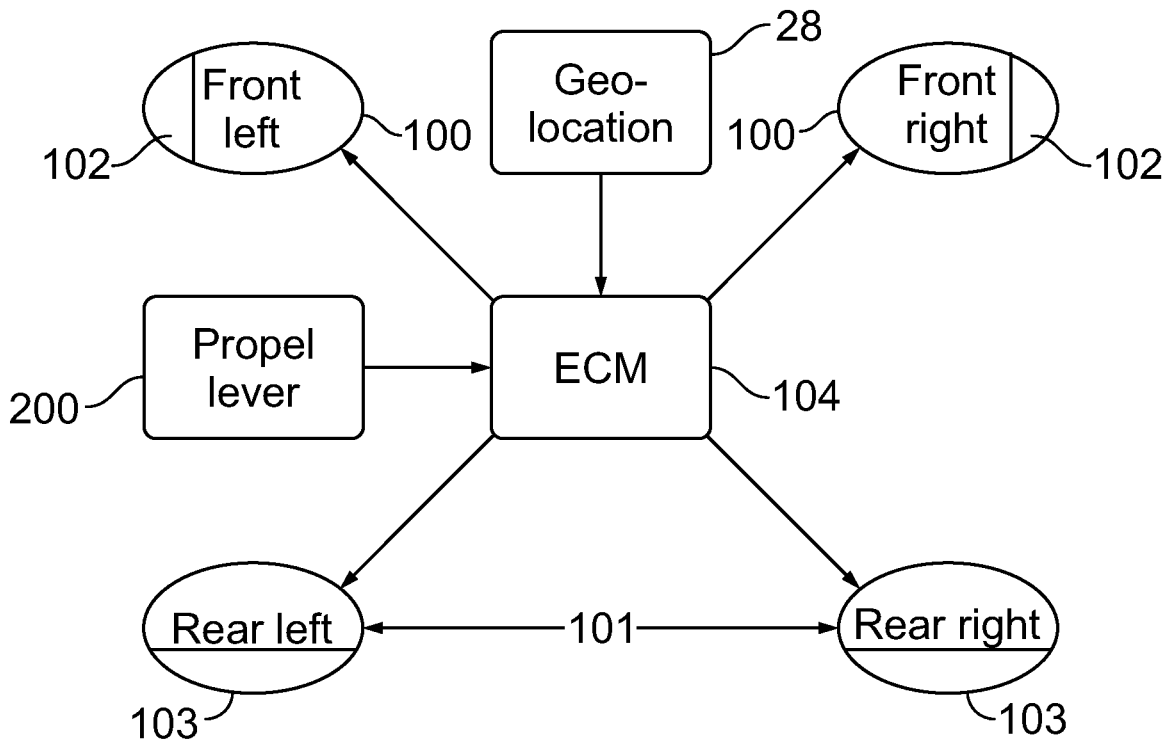 28
Front
left
100
102
Geo-
location
Front
right
100
102
Propel
lever
200
ECM
104
Rear left
101
Rear right
103
103